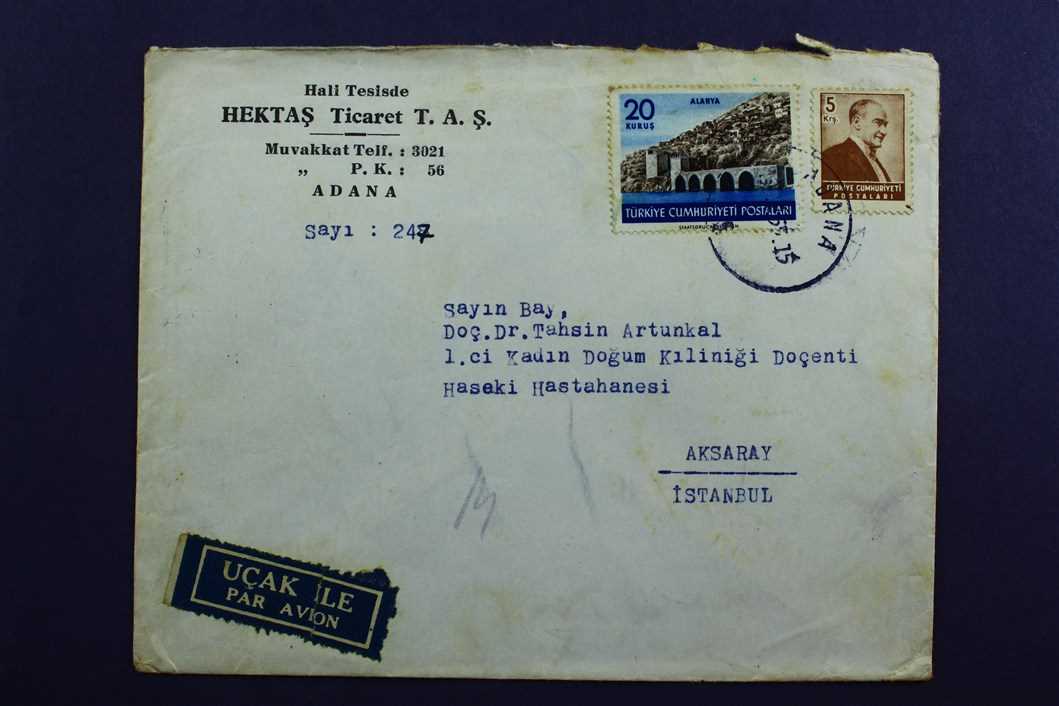 Hali Tesisde
HEKTAŞ Ticaret T. A. Ş.
Muvakkat Telf. : 3021
„ P. K. : 56
ADANA
Sayı : 247
20
KURUŞ
ALANYA
TÜRKİYE CUMHURİYETİ POSTALARI
5
Krş.
TÜRKİYE CUMHURİYETİ
POSTALARI
ADANA
15
Sayın Bay,
Doç.Dr.Tahsin Artunkal
1.ci Kadın Doğum Kıliniği Doçenti
Haseki Hastahanesi
AKSARAY
İSTANBUL
UÇAK İLE
PAR AVION